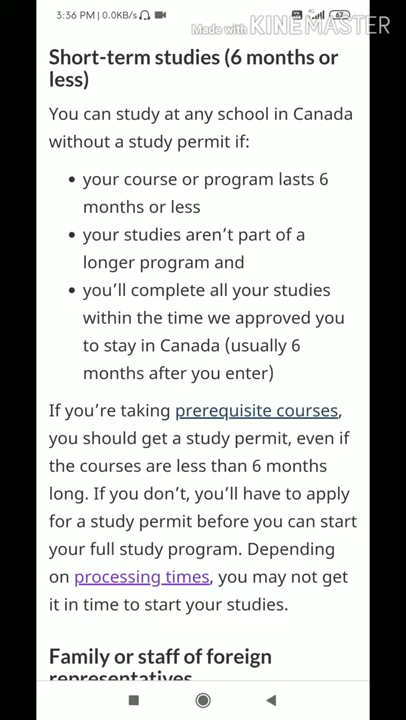 3:36 PM | 0.0KB/s
4G
67
Made with KINEMASTER
Short-term studies (6 months or
less)
You can study at any school in Canada
without a study permit if:
• your course or program lasts 6
months or less
• your studies aren't part of a
longer program and
• you'll complete all your studies
within the time we approved you
to stay in Canada (usually 6
months after you enter)
If you're taking prerequisite courses,
you should get a study permit, even if
the courses are less than 6 months
long. If you don't, you'll have to apply
for a study permit before you can start
your full study program. Depending
on processing times, you may not get
it in time to start your studies.
Family or staff of foreign
representatives